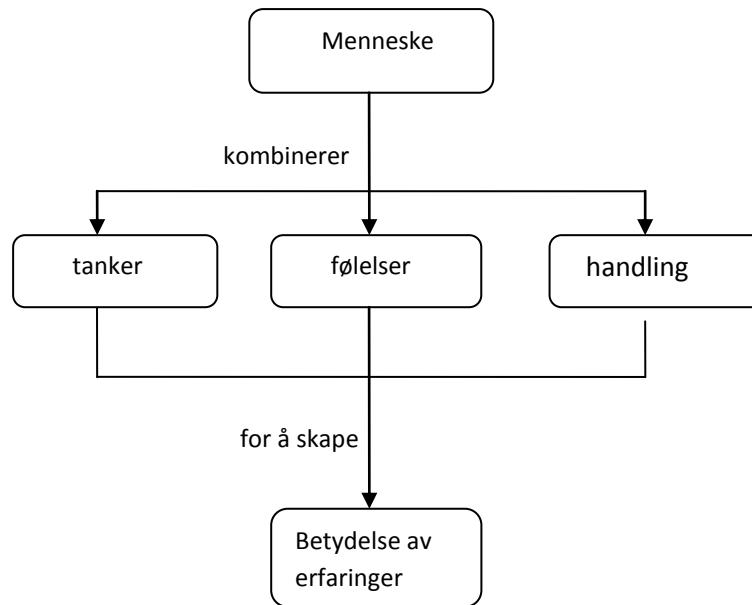 Menneske
kombinerer
tanker
følelser
handling
for å skape
Betydelse av
erfaringer